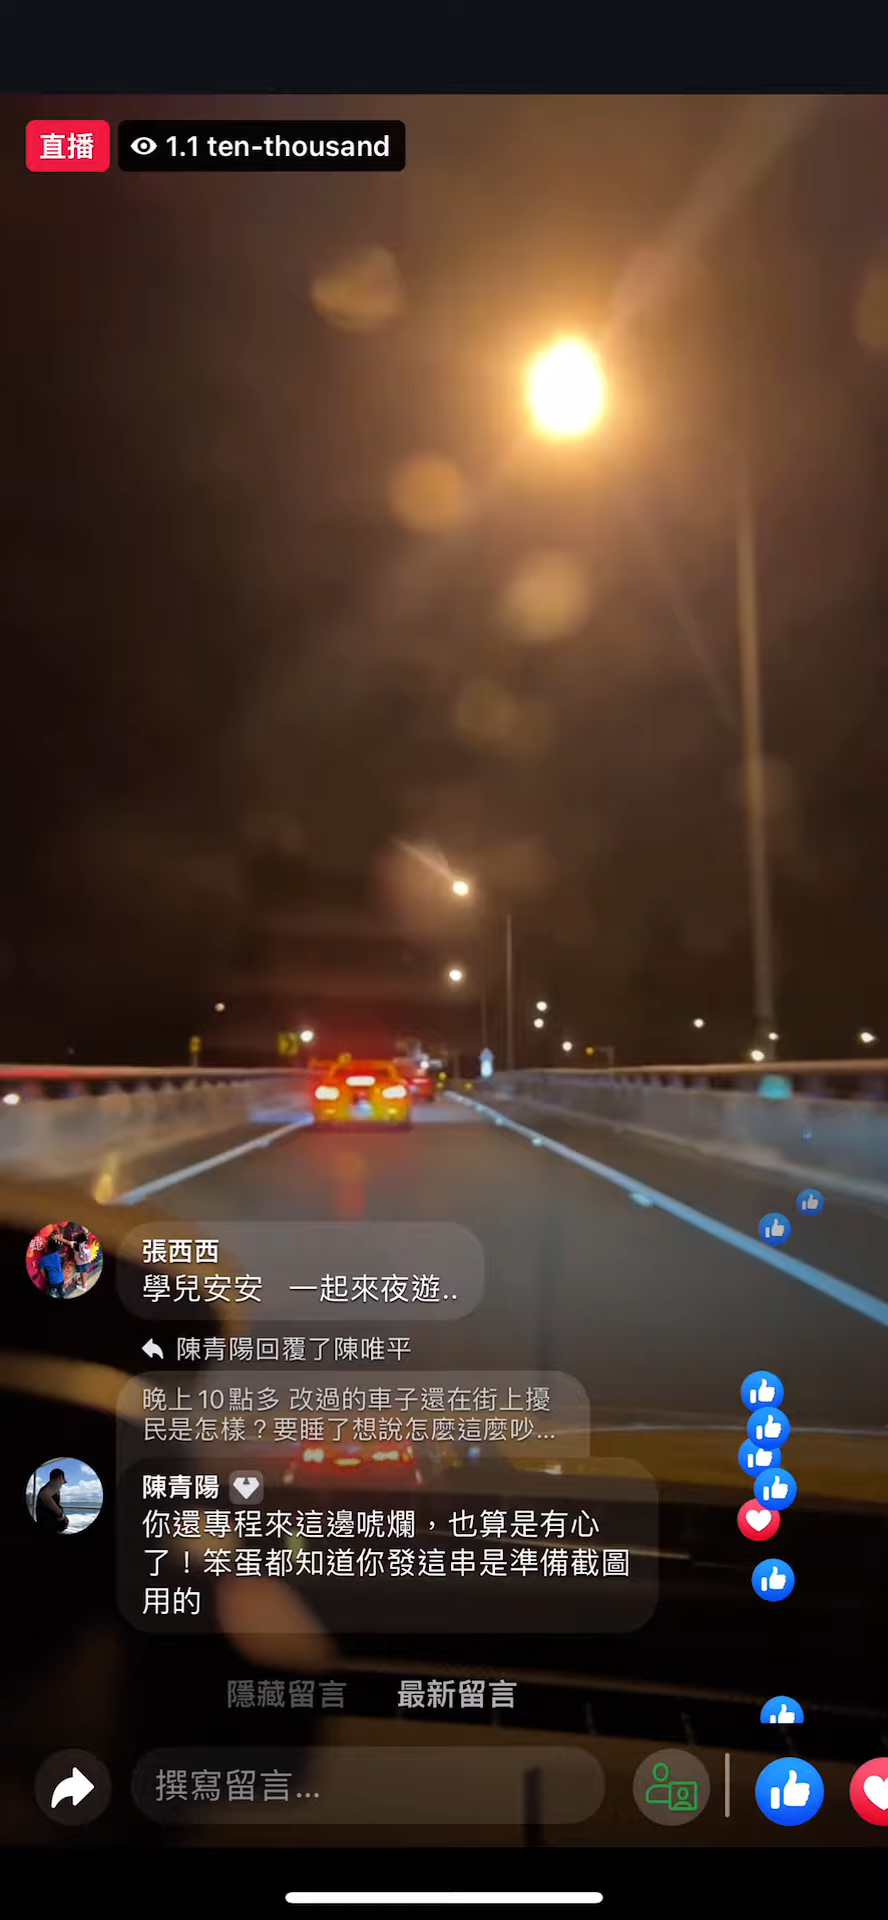 直播 1.1 ten-thousand
張西西
學兒安安 一起來夜遊..
陳青陽回覆了陳唯平
晚上10點多 改過的車子還在街上擾
民是怎樣？要睡了想說怎麼這麼吵...
陳青陽
你還專程來這邊唬爛，也算是有心
了！笨蛋都知道你發這串是準備截圖
用的
隱藏留言 最新留言
撰寫留言...